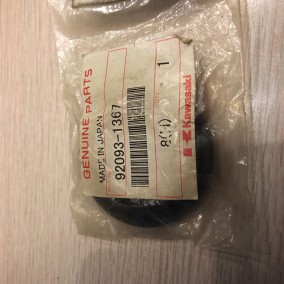 GENUINE PARTS
MADE IN JAPAN
92093-1367
1
Kawasaki